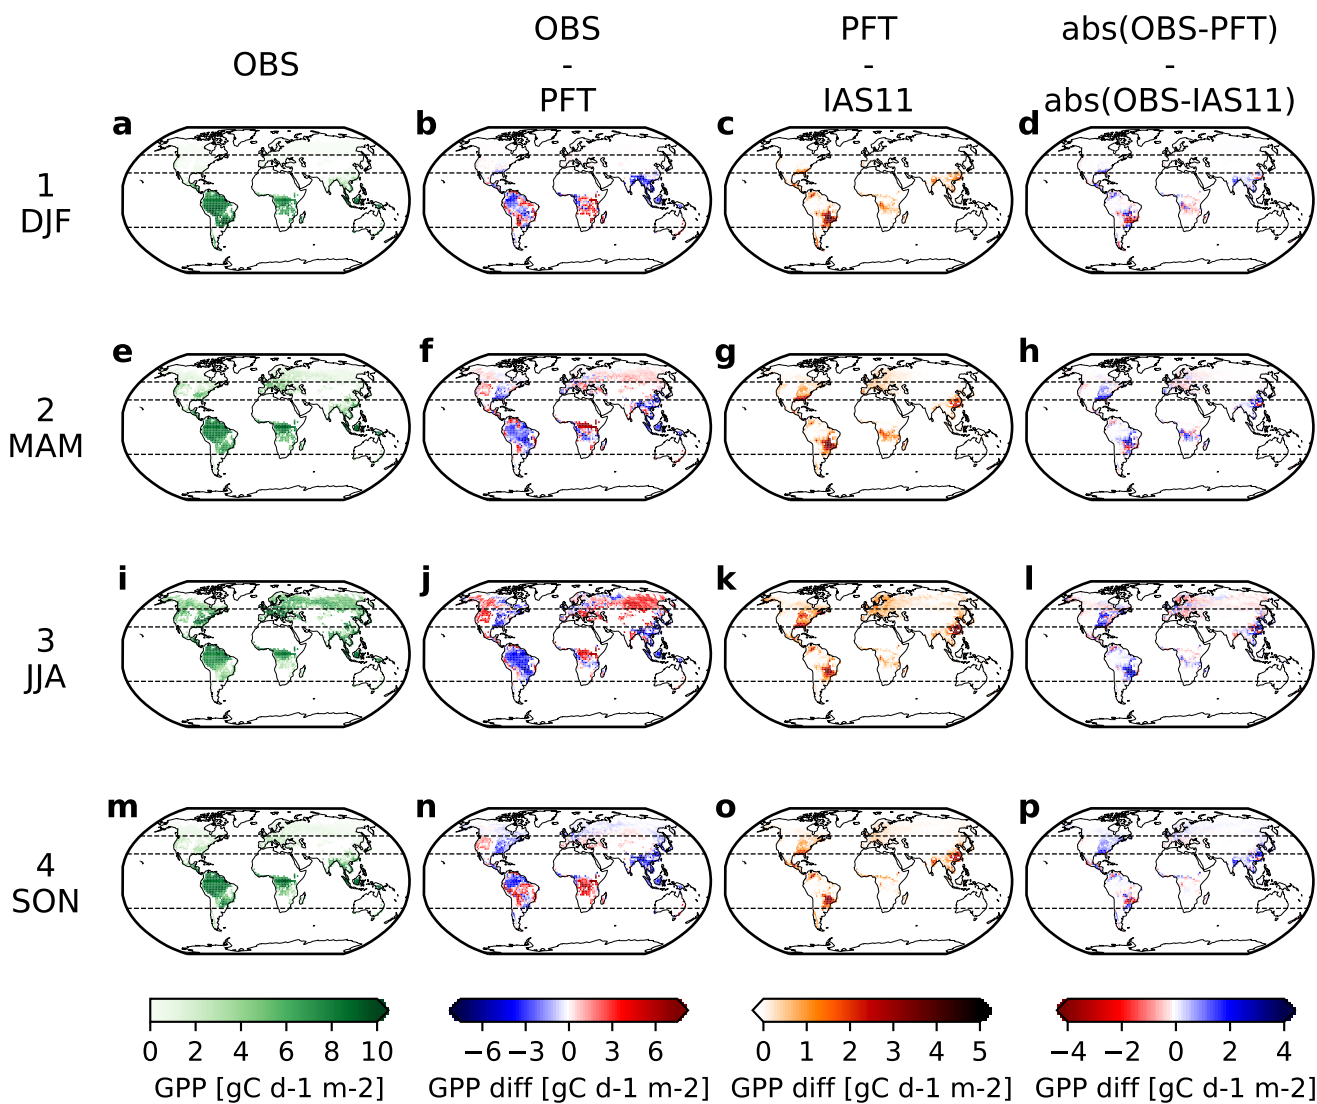 OBS
OBS
-
PFT
PFT
-
IAS11
abs(OBS-PFT)
-
abs(OBS-IAS11)
a
b
c
d
1
DJF
e
f
g
h
2
MAM
i
j
k
l
3
JJA
m
n
o
p
4
SON
0 2 4 6 8 10
GPP [gC d-1 m-2]
−6 −3 0 3 6
GPP diff [gC d-1 m-2]
0 1 2 3 4 5
GPP diff [gC d-1 m-2]
−4 −2 0 2 4
GPP diff [gC d-1 m-2]